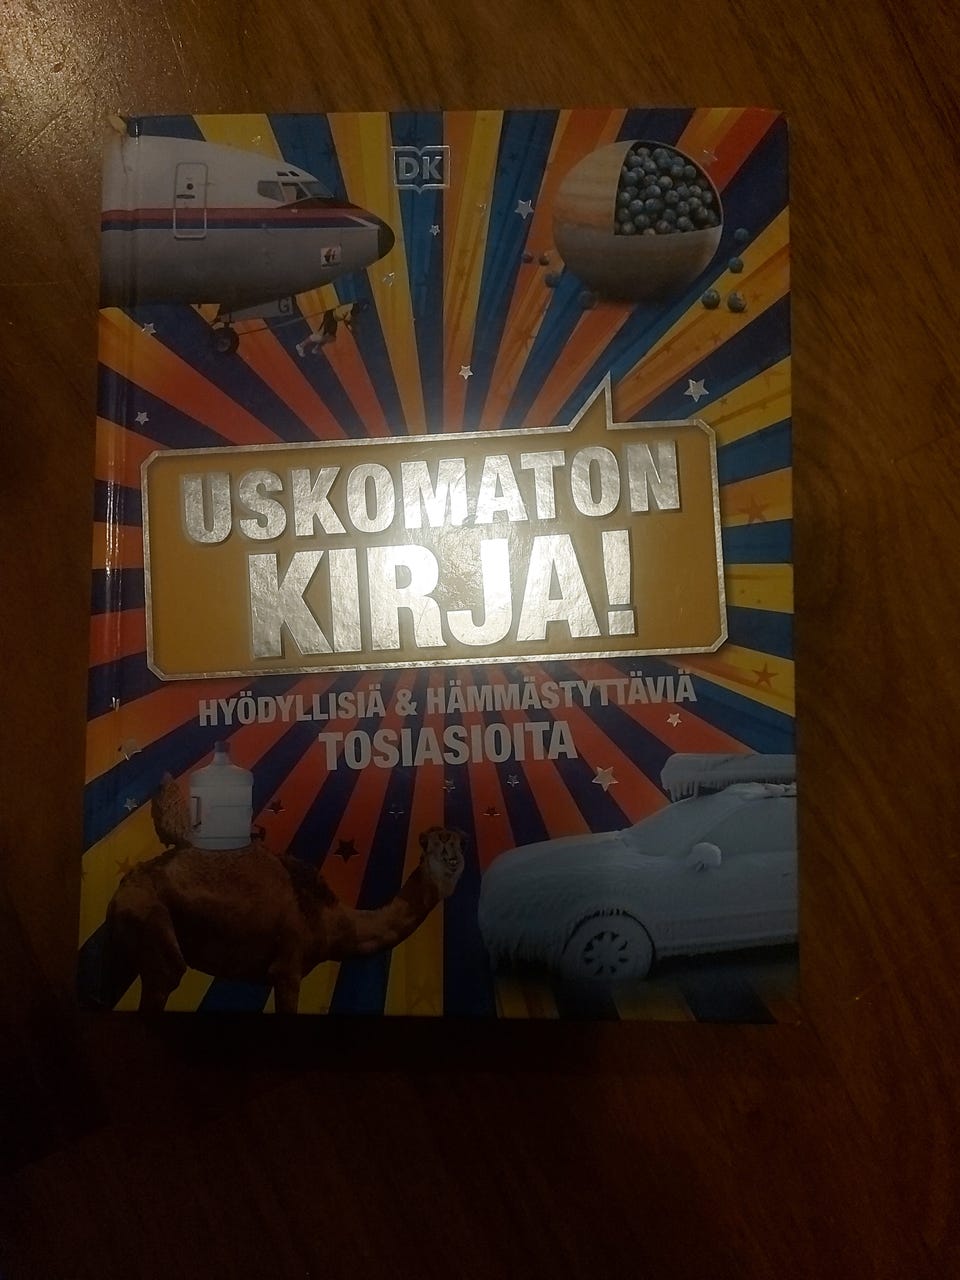 DK
G
USKOMATON
KIRJA!
HYÖDYLLISIÄ & HÄMMÄSTYTTÄVIÄ
TOSIASIOITA